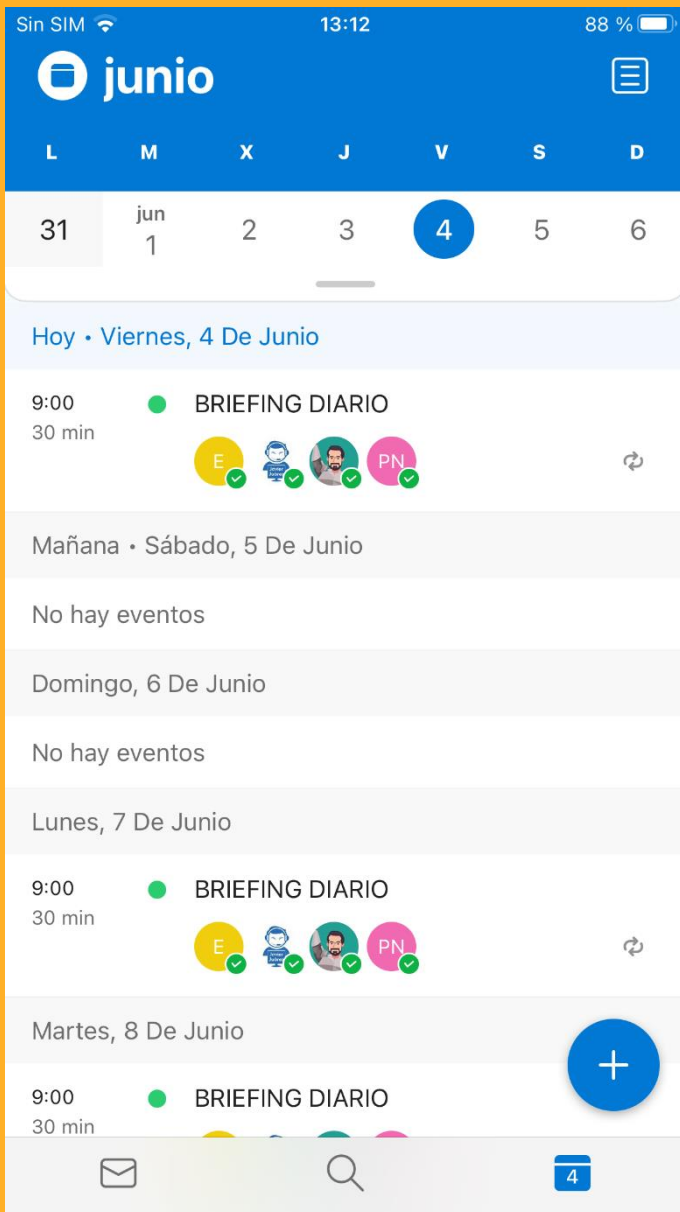 Sin SIM 13:12 88 %
junio
L M X J V S D
31 jun 1 2 3 4 5 6
Hoy • Viernes, 4 De Junio
9:00 BRIEFING DIARIO
30 min
E PN
Mañana • Sábado, 5 De Junio
No hay eventos
Domingo, 6 De Junio
No hay eventos
Lunes, 7 De Junio
9:00 BRIEFING DIARIO
30 min
E PN
Martes, 8 De Junio
9:00 BRIEFING DIARIO
30 min
4